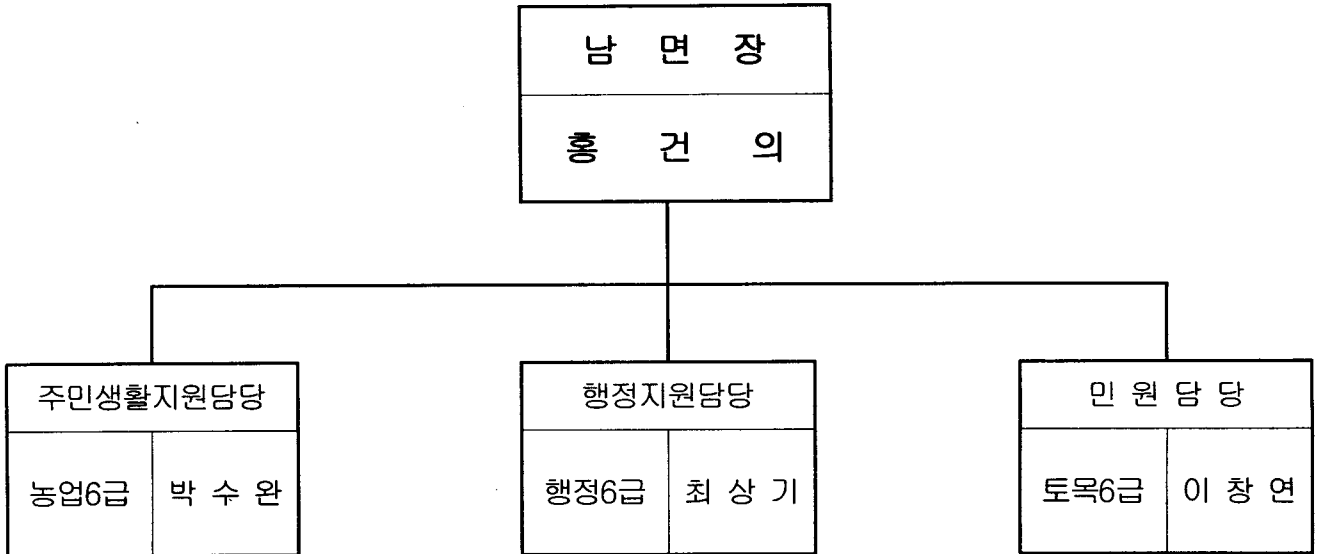 남 면 장
홍 건 의
주민생활지원담당
농업6급 박 수 완
행정지원담당
행정6급 최 상 기
민 원 담 당
토목6급 이 창 연